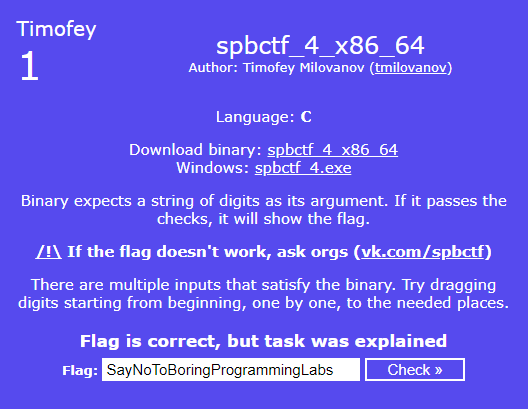 Timofey
1
spbctf_4_x86_64
Author: Timofey Milovanov (tmilovanov)
Language: C
Download binary: spbctf_4_x86_64
Windows: spbctf_4.exe
Binary expects a string of digits as its argument. If it passes the
checks, it will show the flag.
/!\ If the flag doesn't work, ask orgs (vk.com/spbctf)
There are multiple inputs that satisfy the binary. Try dragging
digits starting from beginning, one by one, to the needed places.
Flag is correct, but task was explained
Flag: SayNoToBoringProgrammingLabs Check »